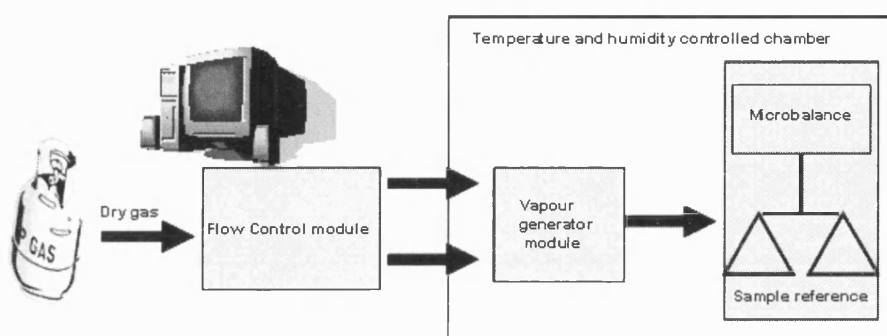 Temperature and humidity controlled chamber
Microbalance
Dry gas
P GAS
Flow Control module
Vapour
generator
module
Sample reference